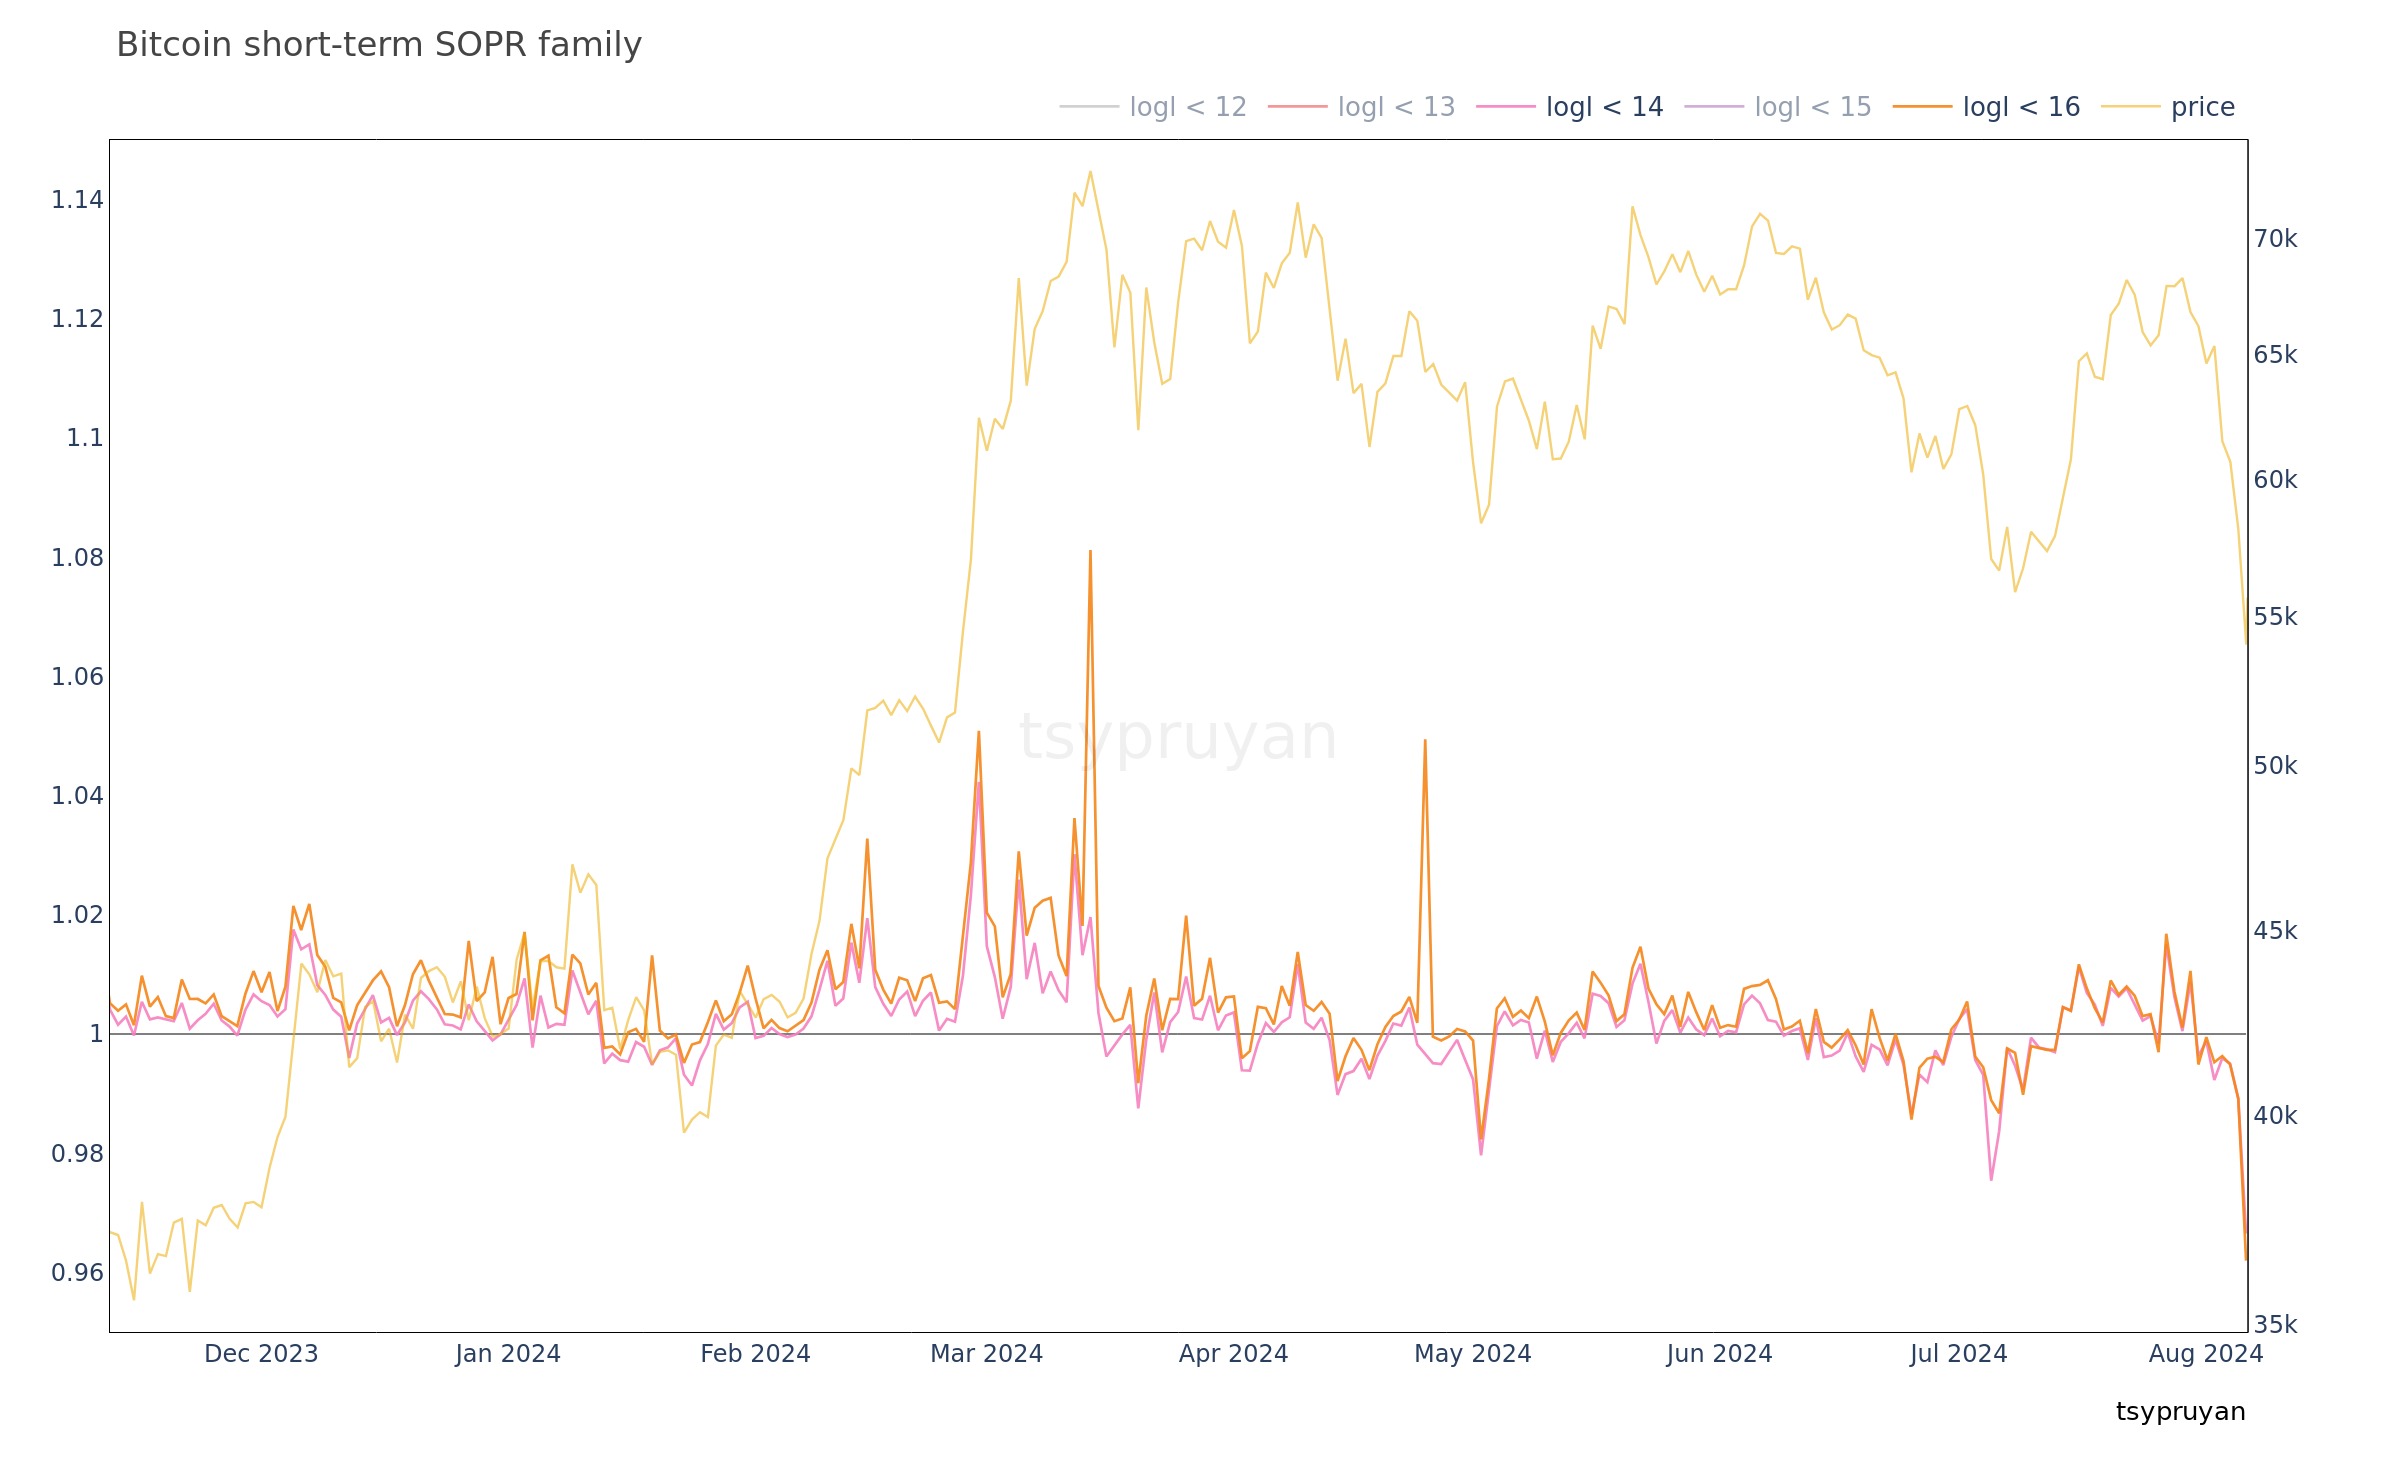 Bitcoin short-term SOPR family
logl < 12 logl < 13 logl < 14 logl < 15 logl < 16 price
1.14
1.12
1.1
1.08
1.06
1.04
1.02
1
0.98
0.96
70k
65k
60k
55k
50k
45k
40k
35k
tsypruyan
Dec 2023 Jan 2024 Feb 2024 Mar 2024 Apr 2024 May 2024 Jun 2024 Jul 2024 Aug 2024
tsypruyan